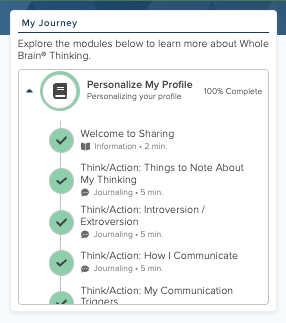 My Journey
Explore the modules below to learn more about Whole
Brain® Thinking.
Personalize My Profile
Personalizing your profile
100% Complete
Welcome to Sharing
Information • 2 min.
Think/Action: Things to Note About
My Thinking
Journaling • 5 min.
Think/Action: Introversion /
Extroversion
Journaling • 5 min.
Think/Action: How I Communicate
Journaling • 5 min.
Think/Action: My Communication
Triggers